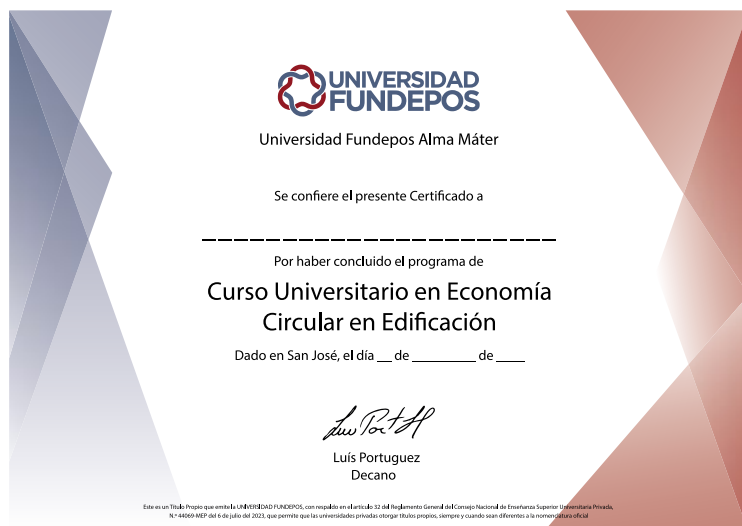 UNIVERSIDAD
FUNDEPOS
Universidad Fundepos Alma Máter
Se confiere el presente Certificado a
Por haber concluido el programa de
Curso Universitario en Economía
Circular en Edificación
Dado en San José, el día __ de ________ de ____
Luís Portuguez
Decano
Este es un Título Propio que emite la UNIVERSIDAD FUNDEPOS, con respaldo en el artículo 32 del Reglamento General del Consejo Nacional de Enseñanza Superior Universitaria Privada,
N.º 44069-MEP del 6 de julio del 2023, que permite que las universidades privadas otorgar títulos propios, siempre y cuando sean diferentes a la nomenclatura oficial